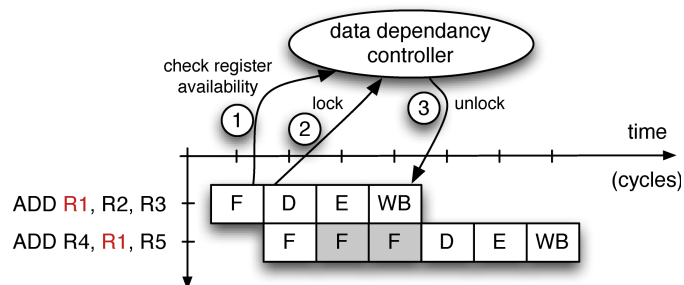 data dependancy
controller
check register
availability
1
2
lock
3
unlock
time
(cycles)
ADD R1, R2, R3
F D E WB
ADD R4, R1, R5
F F F D E WB